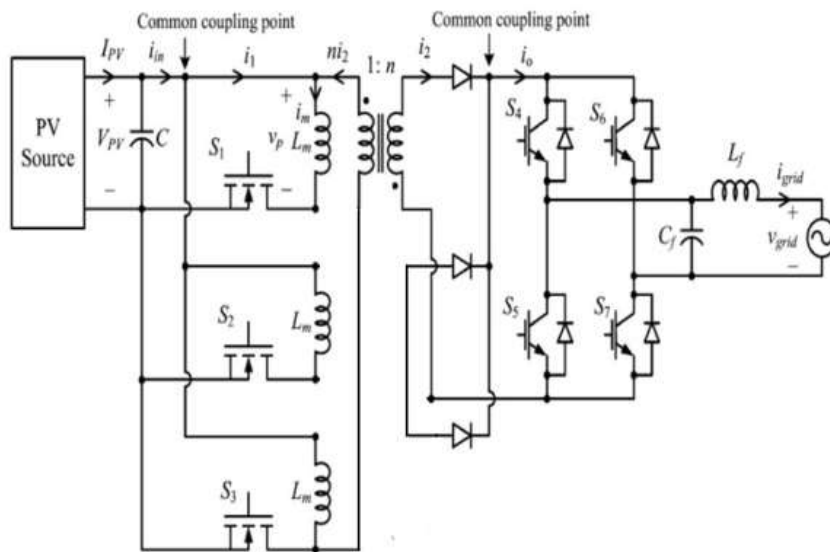 Common coupling point
Common coupling point
I_PV i_in i_1 ni_2 1: n i_2 i_o
+ + i_m
PV
Source
V_PV C
S_1 v_p L_m
− −
S_4 S_6
L_f i_grid
C_f + v_grid −
S_2 L_m
S_5 S_7
S_3 L_m